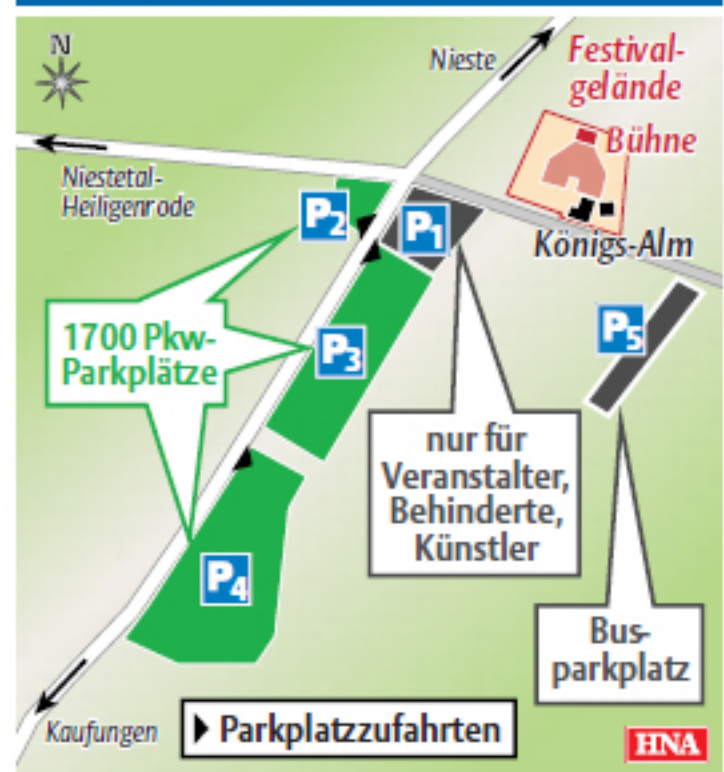 N
Nieste
Festival-
gelände
Bühne
Niestetal-
Heiligenrode
P2
P1
Königs-Alm
1700 Pkw-
Parkplätze
P3
P5
nur für
Veranstalter,
Behinderte,
Künstler
P4
Bus-
parkplatz
Kaufungen
Parkplatzzufahrten
HNA